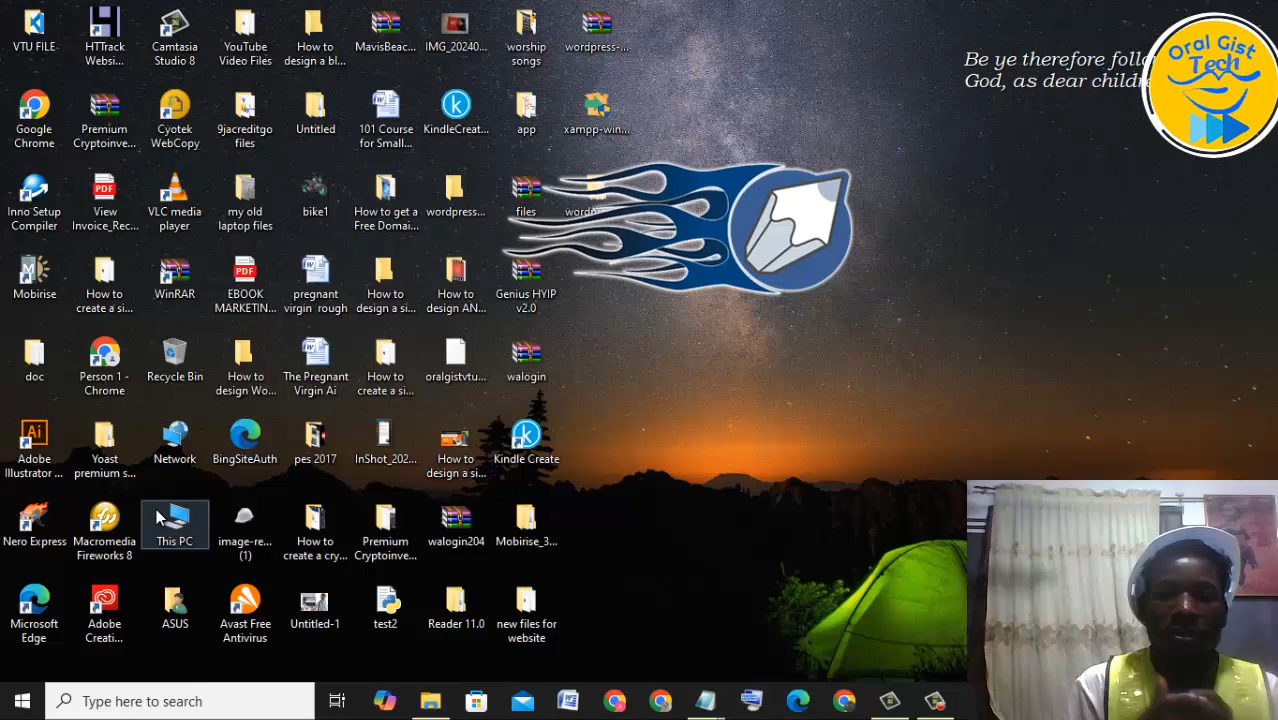 VTU FILE
HTTrack
Websi...
Camtasia
Studio 8
YouTube
Video Files
How to
design a bl...
MavisBeac...
IMG_20240...
worship
songs
wordpress-...
Be ye therefore
God, as dear
Oral Gist
Tech
Google
Chrome
Premium
Cryptoinve...
Cyotek
WebCopy
9jacreditgo
files
Untitled
101 Course
for Small...
KindleCreat...
app
xampp-win...
Inno Setup
Compiler
PDF
View
Invoice_Rec...
VLC media
player
my old
laptop files
bike1
How to get a
Free Domai...
wordpress...
files
Mobirise
How to
create a si...
WinRAR
PDF
EBOOK
MARKETIN...
pregnant
virgin rough
How to
design a si...
How to
design AN...
Genius HYIP
v2.0
doc
Person 1 -
Chrome
Recycle Bin
How to
design Wo...
The Pregnant
Virgin Ai
How to
create a si...
oralgistvtu...
walogin
Ai
Adobe
Illustrator ...
Yoast
premium s...
Network
BingSiteAuth
pes 2017
InShot_202...
How to
design a si...
Kindle Create
Nero Express
Macromedia
Fireworks 8
This PC
image-re...
(1)
How to
create a cry...
Premium
Cryptoinve...
walogin204
Mobirise_3...
Microsoft
Edge
Adobe
Creati...
ASUS
Avast Free
Antivirus
Untitled-1
test2
Reader 11.0
new files for
website
Type here to search